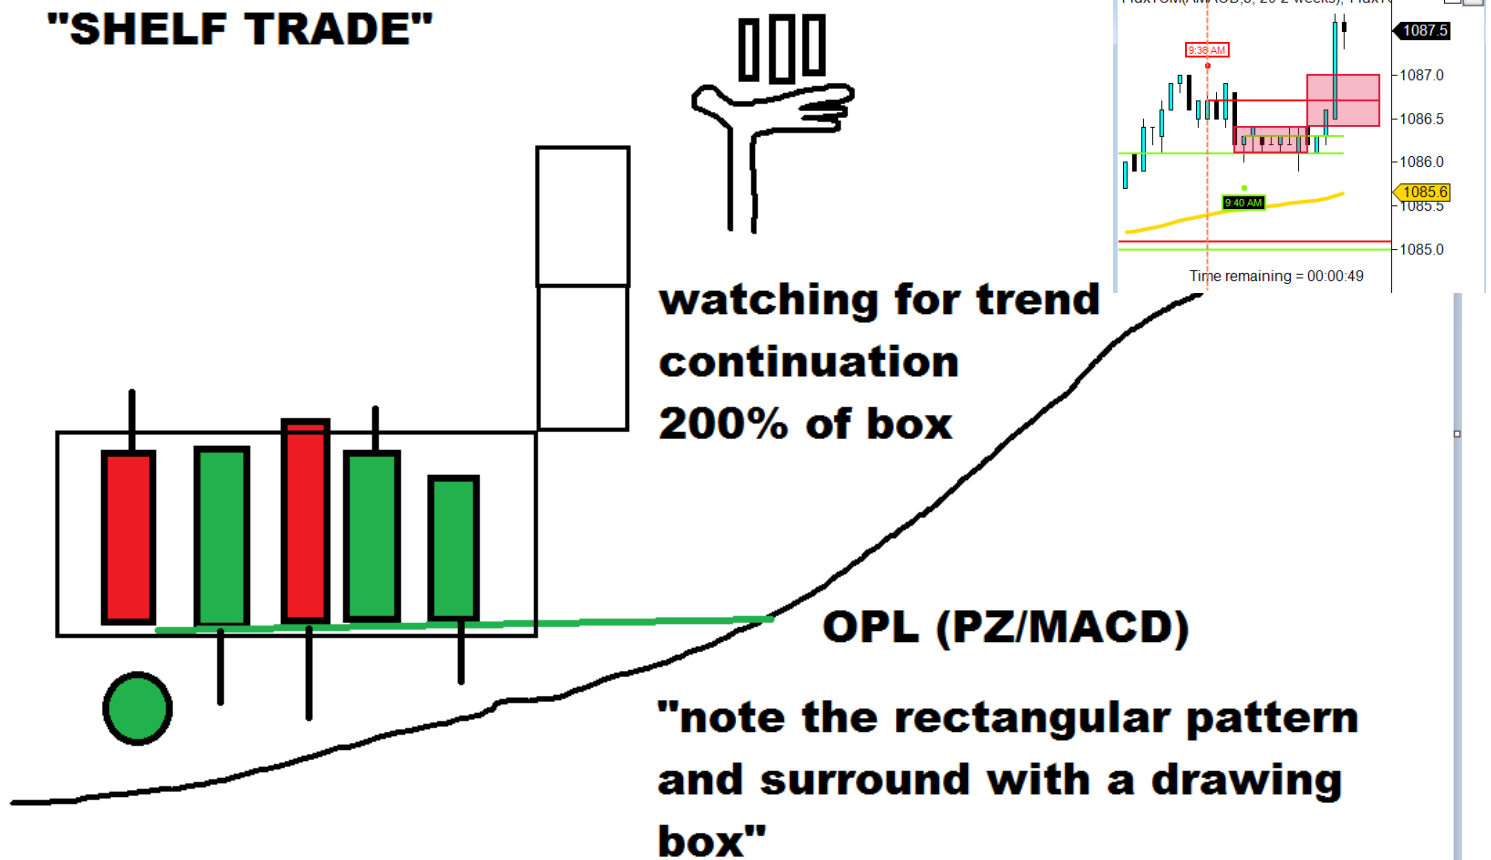 "SHELF TRADE"
9:36 AM
1087.5
1087.0
1086.5
1086.0
1085.6
1085.5
1085.0
9:40 AM
Time remaining = 00:00:49
watching for trend
continuation
200% of box
OPL (PZ/MACD)
"note the rectangular pattern
and surround with a drawing
box"